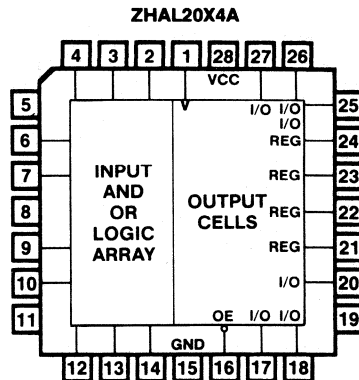 ZHAL20X4A
4 3 2 1 28 27 26
VCC
5 I/O I/O 25
I/O
6 REG 24
7 REG 23
INPUT AND OR LOGIC ARRAY
OUTPUT CELLS
8 REG 22
9 REG 21
10 I/O 20
11 OE I/O I/O 19
GND
12 13 14 15 16 17 18